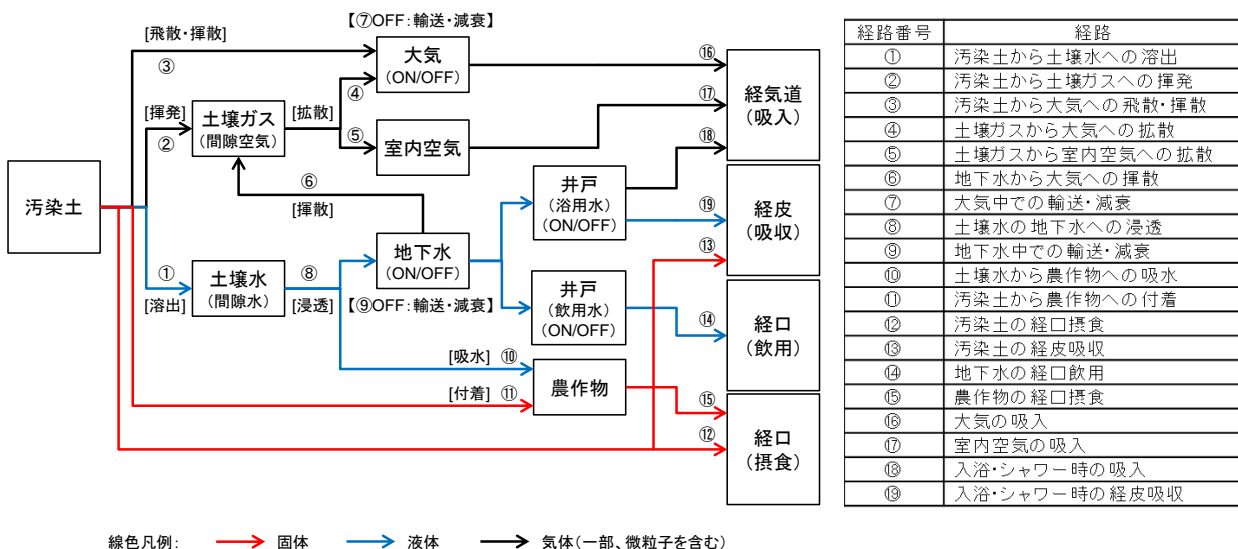 【⑦OFF：輸送・減衰】
[飛散・揮散]
③
大気
(ON/OFF)
⑯
④
[揮発]
②
土壌ガス
(間隙空気)
[拡散]
⑤
室内空気
⑰
経気道
(吸入)
⑱
汚染土
⑥
[揮散]
井戸
(浴用水)
(ON/OFF)
⑲
経皮
(吸収)
⑬
地下水
(ON/OFF)
①
[溶出]
土壌水
(間隙水)
⑧
[浸透]
【⑨OFF：輸送・減衰】
井戸
(飲用水)
(ON/OFF)
⑭
経口
(飲用)
[吸水] ⑩
[付着] ⑪
農作物
⑮
⑫
経口
(摂食)
線色凡例: 固体 液体 気体(一部、微粒子を含む)
経路番号 経路
① 汚染土から土壌水への溶出
② 汚染土から土壌ガスへの揮発
③ 汚染土から大気への飛散・揮散
④ 土壌ガスから大気への拡散
⑤ 土壌ガスから室内空気への拡散
⑥ 地下水から大気への揮散
⑦ 大気中での輸送・減衰
⑧ 土壌水の地下水への浸透
⑨ 地下水中での輸送・減衰
⑩ 土壌水から農作物への吸水
⑪ 汚染土から農作物への付着
⑫ 汚染土の経口摂食
⑬ 汚染土の経皮吸収
⑭ 地下水の経口飲用
⑮ 農作物の経口摂食
⑯ 大気の吸入
⑰ 室内空気の吸入
⑱ 入浴・シャワー時の吸入
⑲ 入浴・シャワー時の経皮吸収